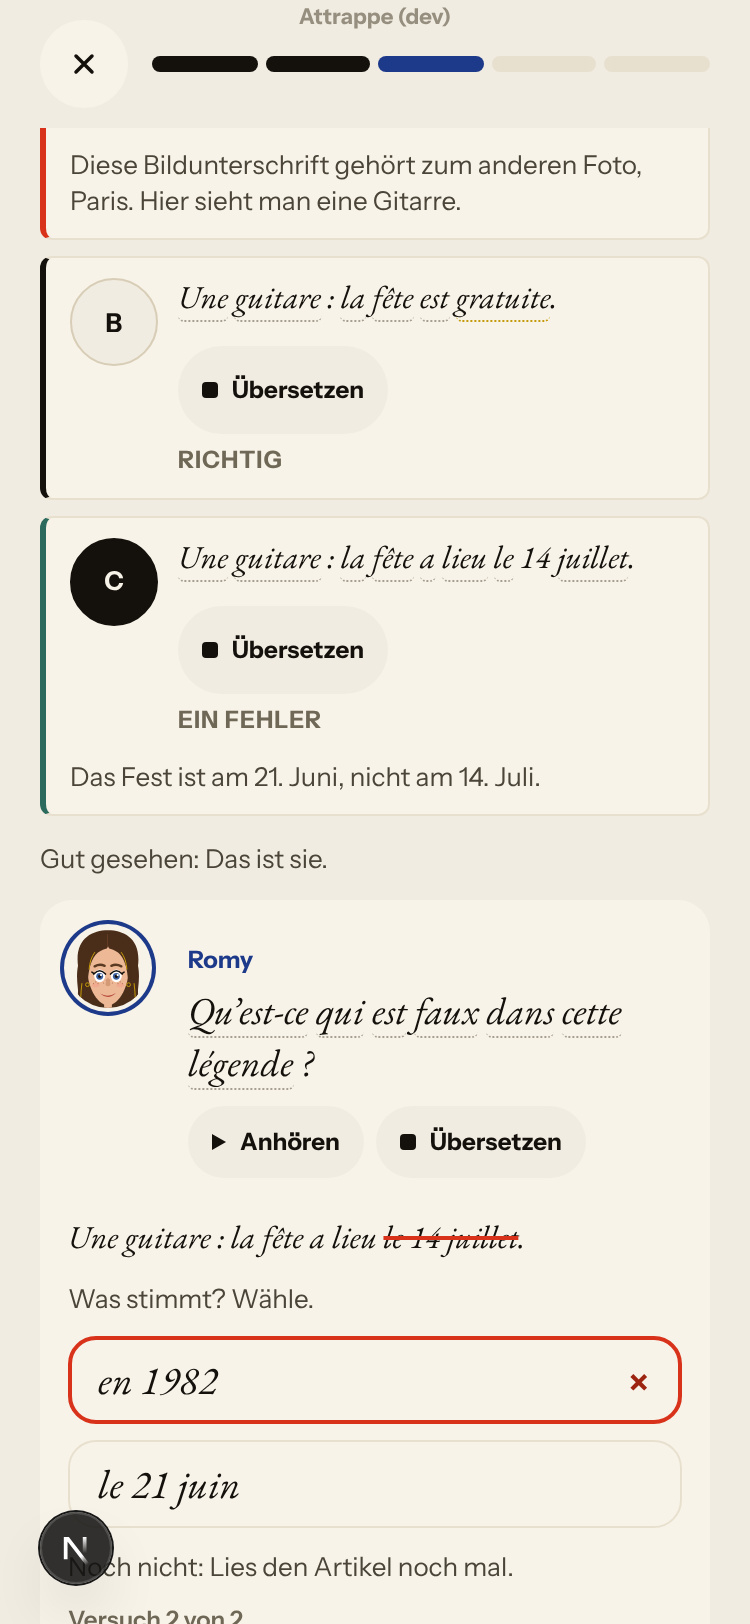 Attrappe (dev)
Diese Bildunterschrift gehört zum anderen Foto,
Paris. Hier sieht man eine Gitarre.
B
Une guitare : la fête est gratuite.
Übersetzen
RICHTIG
C
Une guitare : la fête a lieu le 14 juillet.
Übersetzen
EIN FEHLER
Das Fest ist am 21. Juni, nicht am 14. Juli.
Gut gesehen: Das ist sie.
Romy
Qu’est-ce qui est faux dans cette
légende ?
Anhören
Übersetzen
Une guitare : la fête a lieu le 14 juillet.
Was stimmt? Wähle.
en 1982
le 21 juin
N
Noch nicht: Lies den Artikel noch mal.
Versuch 2 von 2